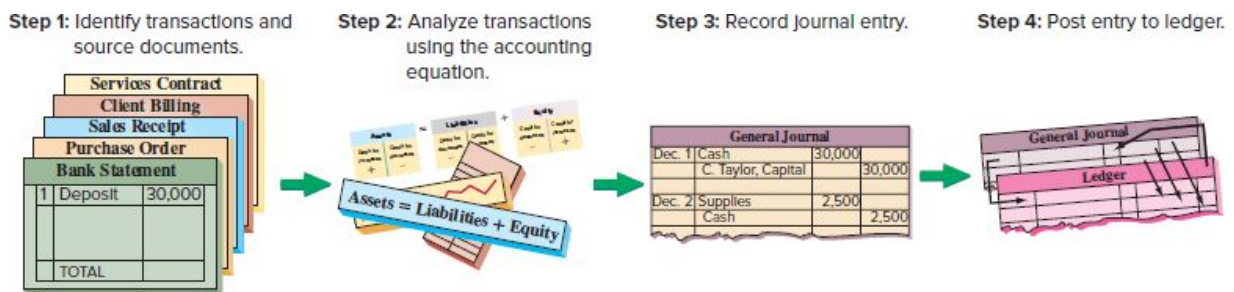 Step 1: Identify transactions and
source documents.
Services Contract
Client Billing
Sales Receipt
Purchase Order
Bank Statement
1 Deposit 30,000
TOTAL
Step 2: Analyze transactions
using the accounting
equation.
Assets = Liabilities + Equity
Assets = Liabilities + Equity
Step 3: Record journal entry.
General Journal
Dec. 1 Cash 30,000
C. Taylor, Capital 30,000
Dec. 2 Supplies 2,500
Cash 2,500
Step 4: Post entry to ledger.
General Journal
Ledger